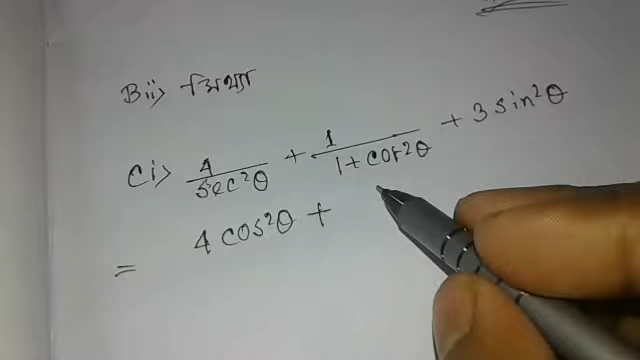 Bii> মিথ্যা
Ci> 4/sec²θ + 1/1+cot²θ + 3sin²θ
= 4cos²θ +